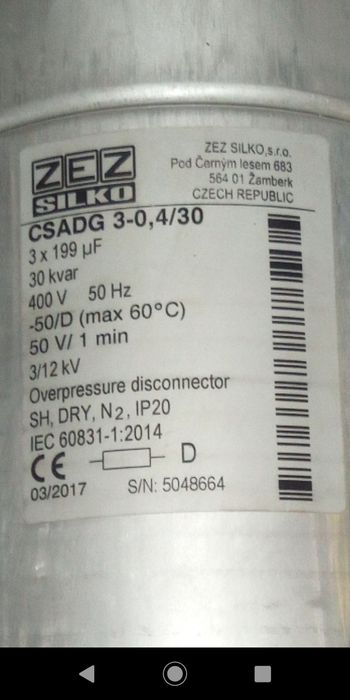 ZEZ
SILKO
ZEZ SILKO,s.r.o.
Pod Černým lesem 683
564 01 Žamberk
CZECH REPUBLIC
CSADG 3-0,4/30
3 x 199 µF
30 kvar
400 V 50 Hz
-50/D (max 60°C)
50 V/ 1 min
3/12 kV
Overpressure disconnector
SH, DRY, N2, IP20
IEC 60831-1:2014
CE D
03/2017 S/N: 5048664